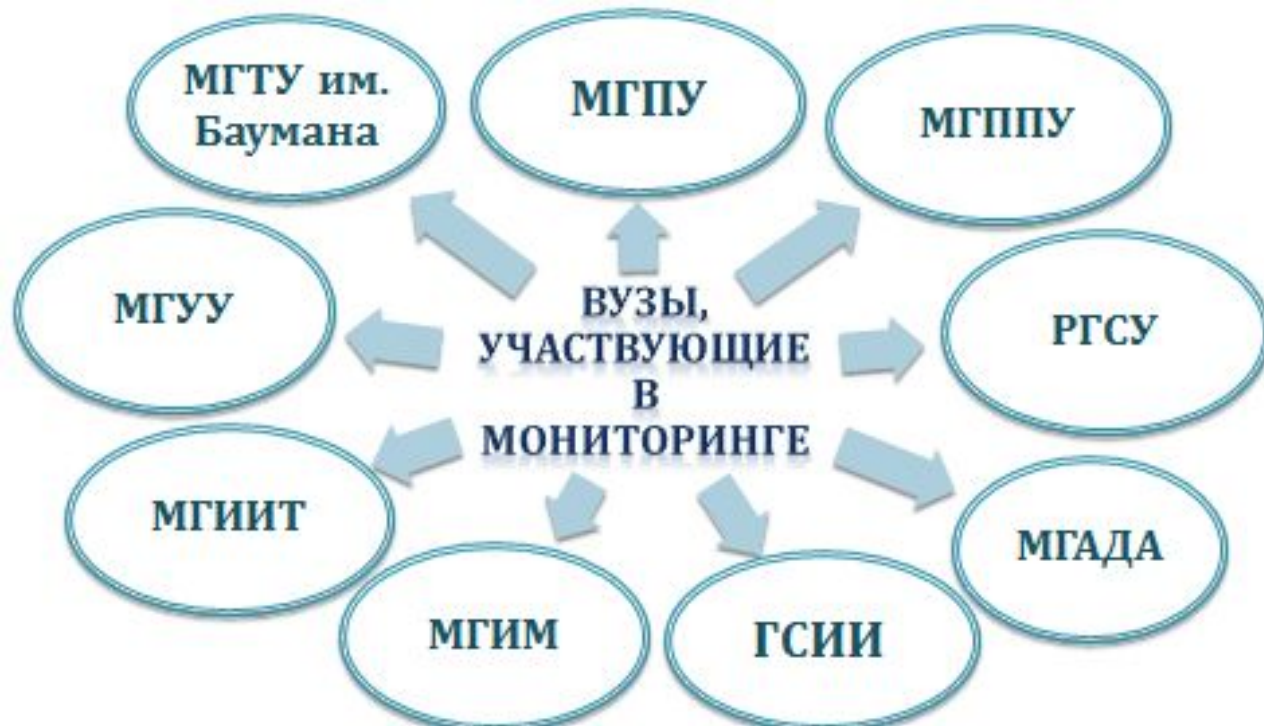 МГТУ им.
Баумана
МГПУ
МГППУ
МГУУ
ВУЗЫ,
УЧАСТВУЮЩИЕ
В
МОНИТОРИНГЕ
РГСУ
МГИИТ
МГАДА
МГИМ
ГСИИ